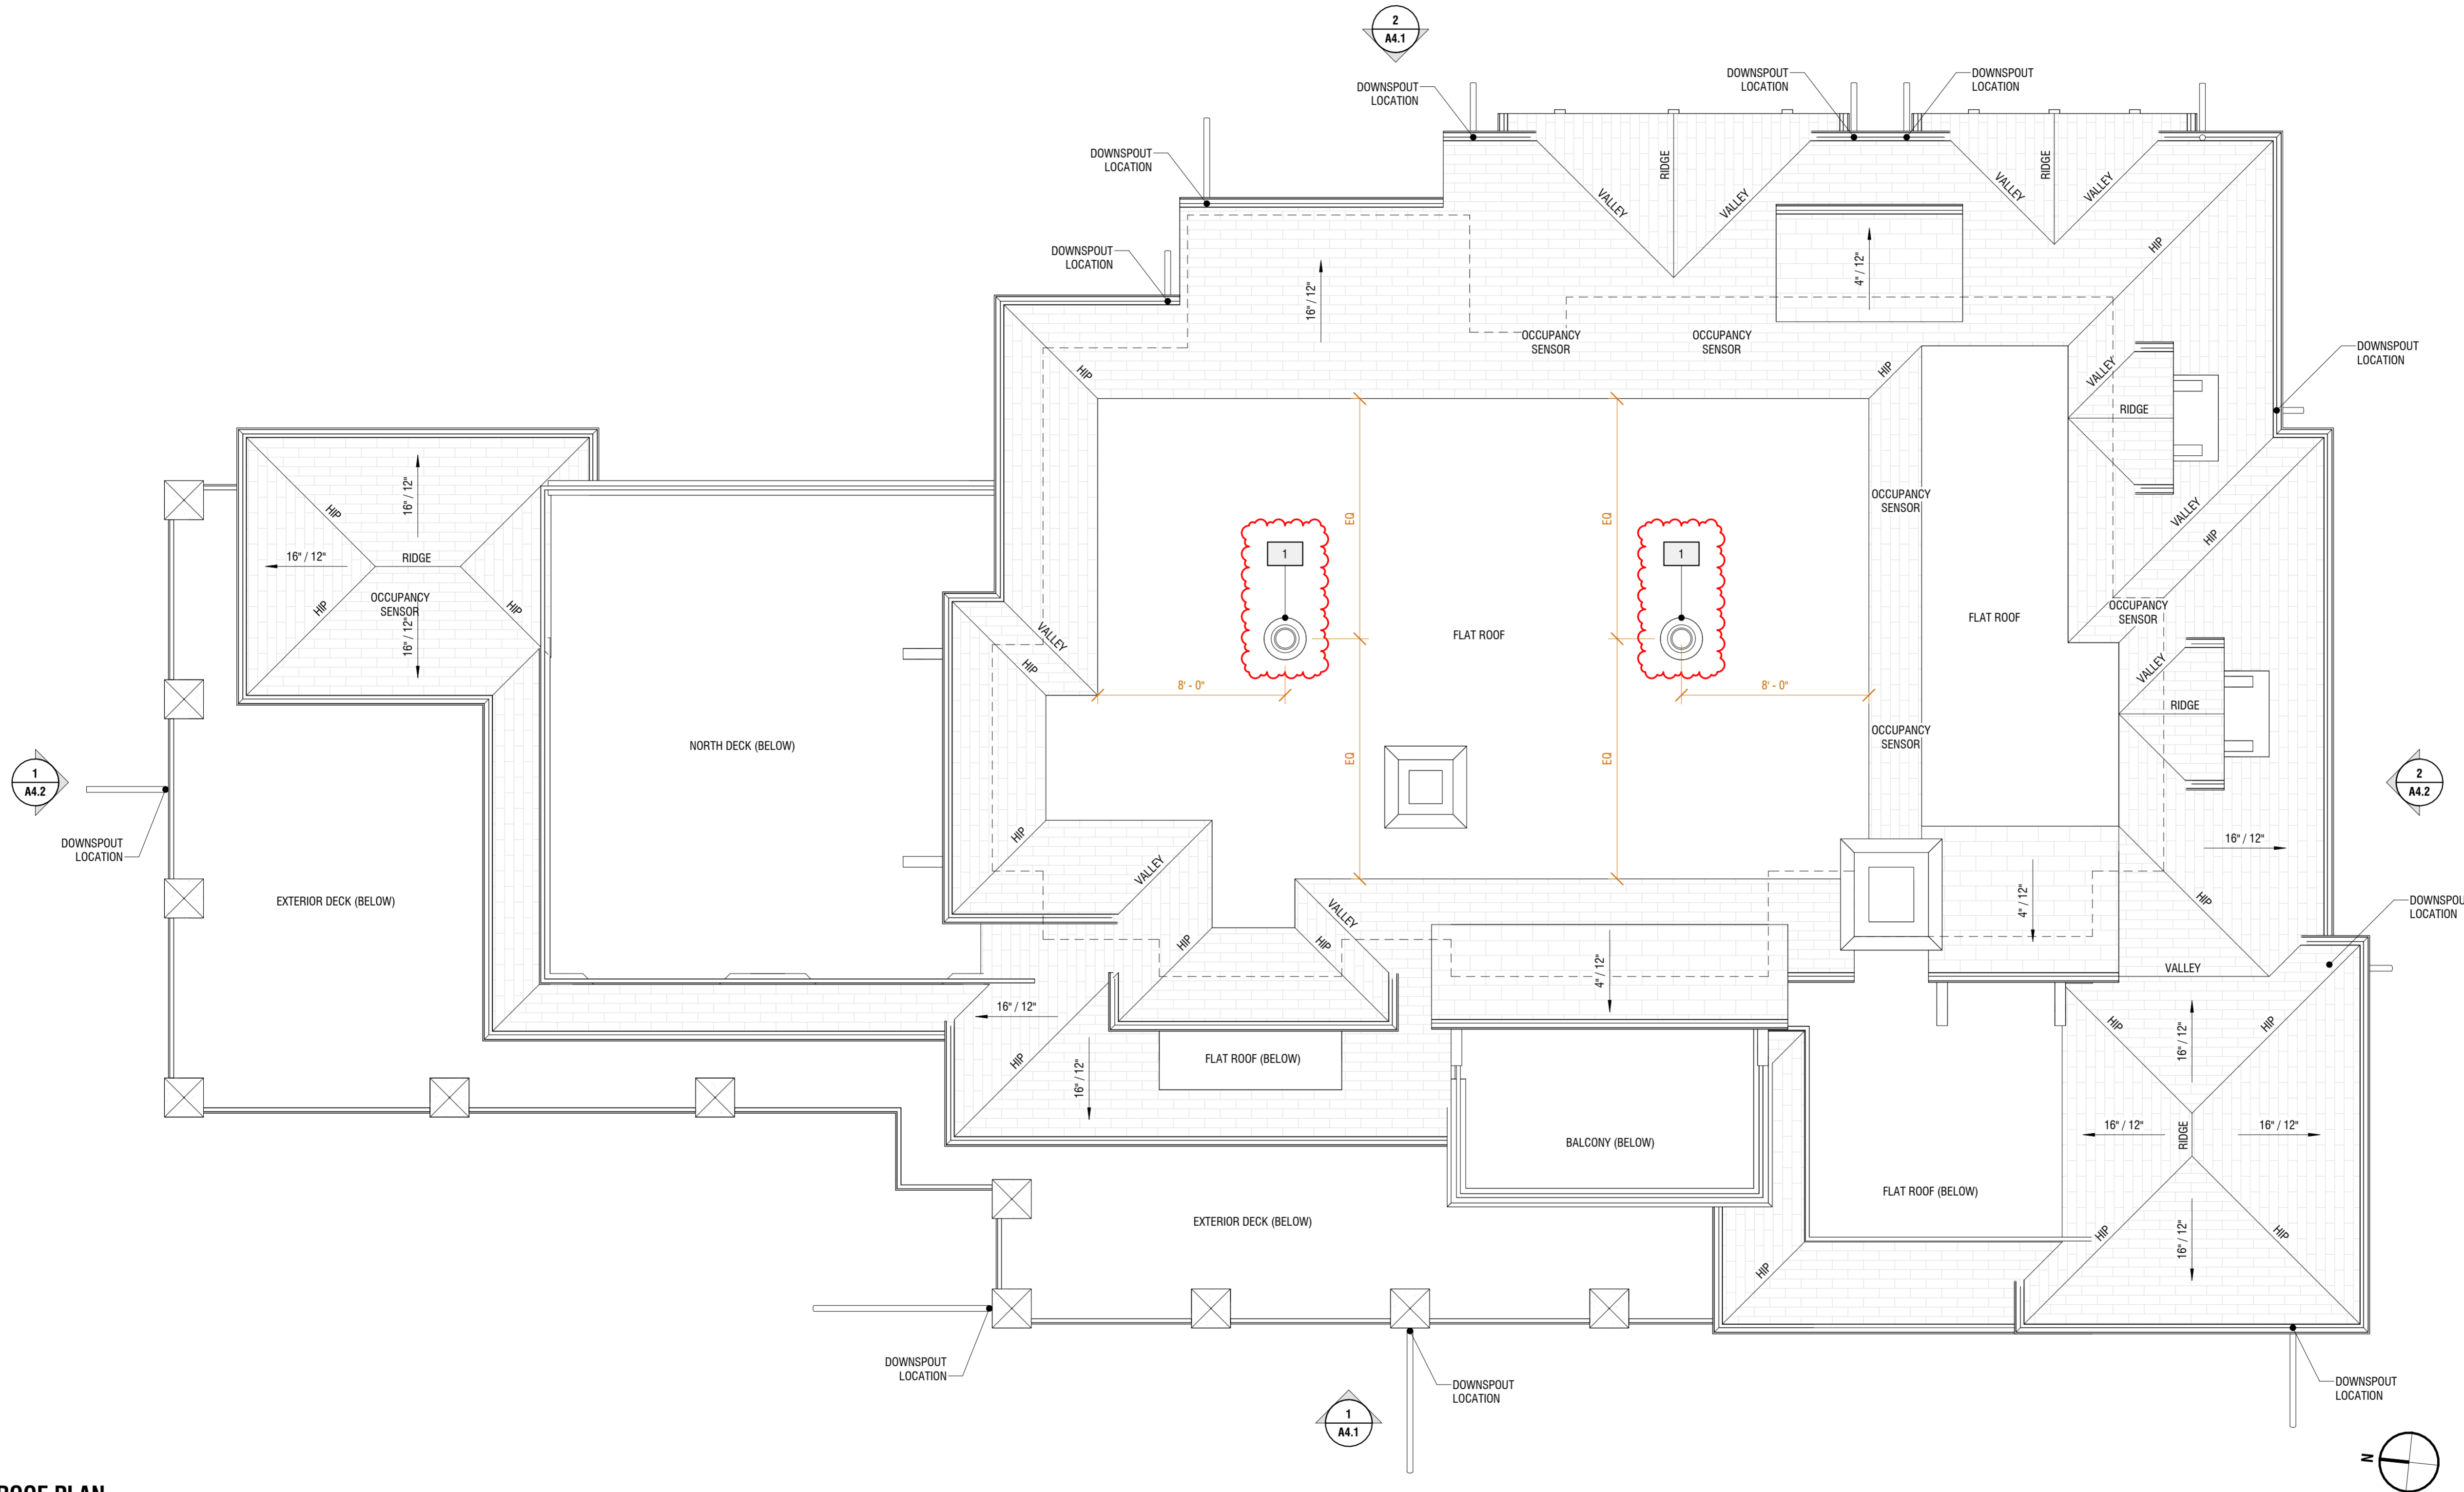 2
A4.1
DOWNSPOUT
LOCATION
DOWNSPOUT
LOCATION
DOWNSPOUT
LOCATION
DOWNSPOUT
LOCATION
RIDGE
RIDGE
VALLEY
VALLEY
VALLEY
VALLEY
HIP
DOWNSPOUT
LOCATION
16" / 12"
4" / 12"
OCCUPANCY
SENSOR
OCCUPANCY
SENSOR
DOWNSPOUT
LOCATION
HIP
HIP
VALLEY
RIDGE
OCCUPANCY
SENSOR
VALLEY
HIP
EQ
EQ
1
1
16" / 12"
HIP
16" / 12"
RIDGE
OCCUPANCY
SENSOR
HIP
HIP
16" / 12"
VALLEY
HIP
FLAT ROOF
FLAT ROOF
OCCUPANCY
SENSOR
VALLEY
RIDGE
8' - 0"
8' - 0"
OCCUPANCY
SENSOR
NORTH DECK (BELOW)
EQ
EQ
1
A4.2
2
A4.2
DOWNSPOUT
LOCATION
HIP
VALLEY
16" / 12"
EXTERIOR DECK (BELOW)
VALLEY
4" / 12"
HIP
DOWNSPOU
LOCATION
HIP
HIP
4" / 12"
VALLEY
16" / 12"
HIP
16" / 12"
FLAT ROOF (BELOW)
HIP
16" / 12"
HIP
BALCONY (BELOW)
16" / 12"
RIDGE
16" / 12"
FLAT ROOF (BELOW)
EXTERIOR DECK (BELOW)
HIP
HIP
16" / 12"
HIP
DOWNSPOUT
LOCATION
DOWNSPOUT
LOCATION
DOWNSPOUT
LOCATION
1
A4.1
N
ROOF PLAN